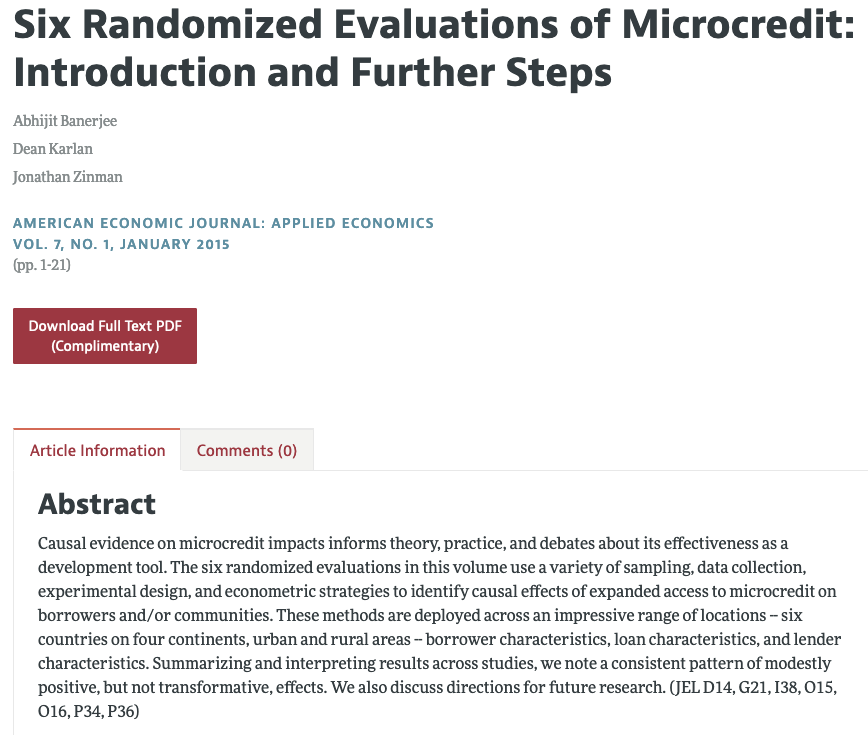 Six Randomized Evaluations of Microcredit:
Introduction and Further Steps
Abhijit Banerjee
Dean Karlan
Jonathan Zinman
AMERICAN ECONOMIC JOURNAL: APPLIED ECONOMICS
VOL. 7, NO. 1, JANUARY 2015
(pp. 1-21)
Download Full Text PDF
(Complimentary)
Article Information
Comments (0)
Abstract
Causal evidence on microcredit impacts informs theory, practice, and debates about its effectiveness as a
development tool. The six randomized evaluations in this volume use a variety of sampling, data collection,
experimental design, and econometric strategies to identify causal effects of expanded access to microcredit on
borrowers and/or communities. These methods are deployed across an impressive range of locations -- six
countries on four continents, urban and rural areas -- borrower characteristics, loan characteristics, and lender
characteristics. Summarizing and interpreting results across studies, we note a consistent pattern of modestly
positive, but not transformative, effects. We also discuss directions for future research. (JEL D14, G21, I38, O15,
O16, P34, P36)